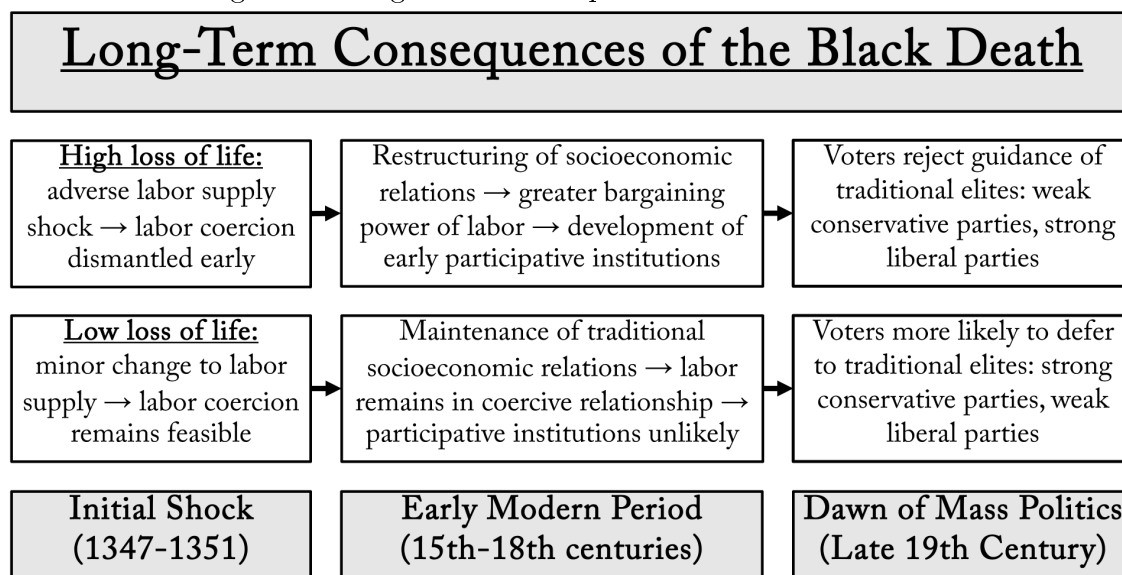 Long-Term Consequences of the Black Death
High loss of life:
adverse labor supply
shock → labor coercion
dismantled early
Restructuring of socioeconomic
relations → greater bargaining
power of labor → development of
early participative institutions
Voters reject guidance of
traditional elites: weak
conservative parties, strong
liberal parties
Low loss of life:
minor change to labor
supply → labor coercion
remains feasible
Maintenance of traditional
socioeconomic relations → labor
remains in coercive relationship →
participative institutions unlikely
Voters more likely to defer
to traditional elites: strong
conservative parties, weak
liberal parties
Initial Shock
(1347-1351)
Early Modern Period
(15th-18th centuries)
Dawn of Mass Politics
(Late 19th Century)